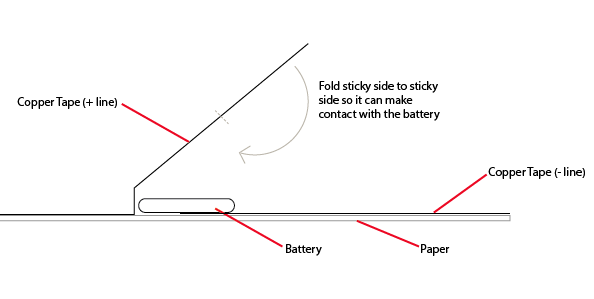 Copper Tape (+ line)
Fold sticky side to sticky
side so it can make
contact with the battery
Copper Tape (- line)
Battery
Paper